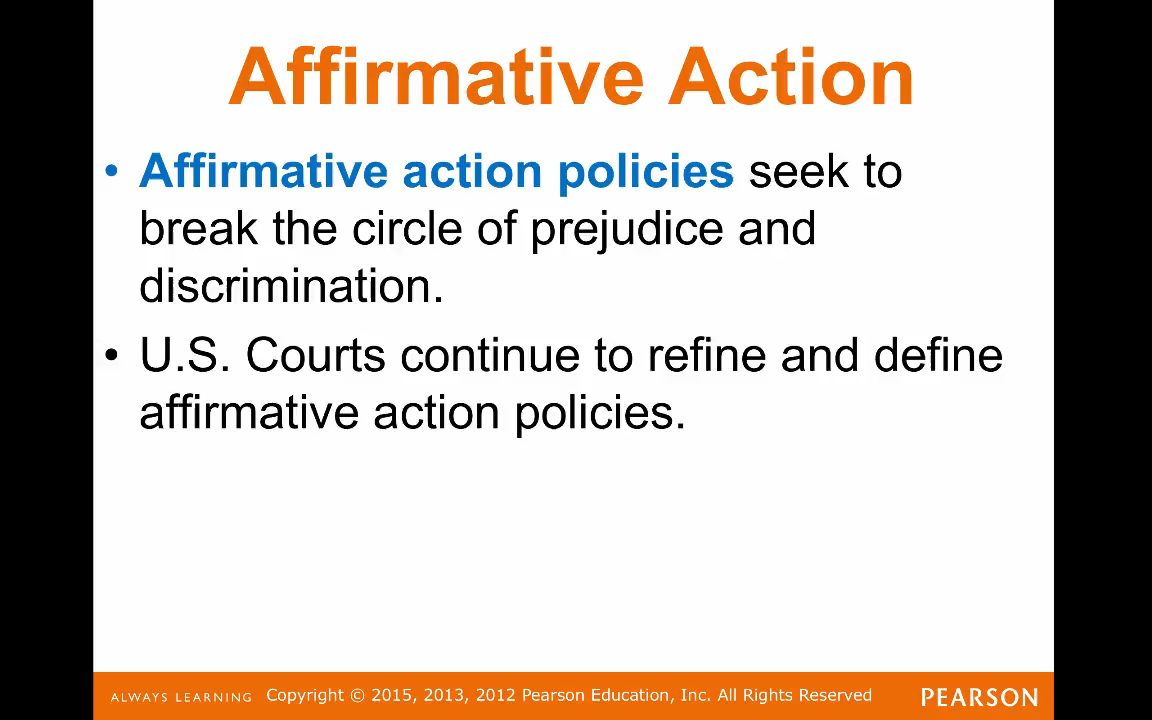 Affirmative Action
• Affirmative action policies seek to
break the circle of prejudice and
discrimination.
• U.S. Courts continue to refine and define
affirmative action policies.
ALWAYS LEARNING Copyright © 2015, 2013, 2012 Pearson Education, Inc. All Rights Reserved PEARSON